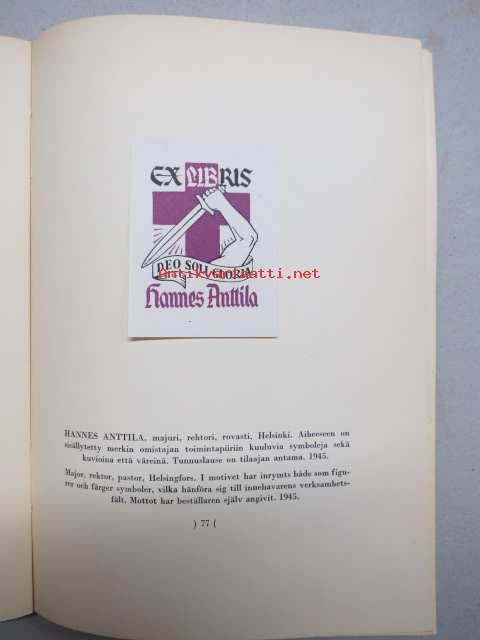 EX LIBRIS
DEO SOLI GLORIA
Antikvariaatti.net
Hannes Anttila
HANNES ANTTILA, majuri, rehtori, rovasti, Helsinki. Aiheeseen on
sisällytetty merkin omistajan toimintapiiriin kuuluvia symboleja sekä
kuvioina että väreinä. Tunnuslause on tilaajan antama. 1945.
Major, rektor, pastor, Helsingfors. I motivet har inrymts både som figu-
rer och färger symboler, vilka hänföra sig till innehavarens verksamhets-
fält. Mottot har beställaren själv angivit. 1945.
) 77 (